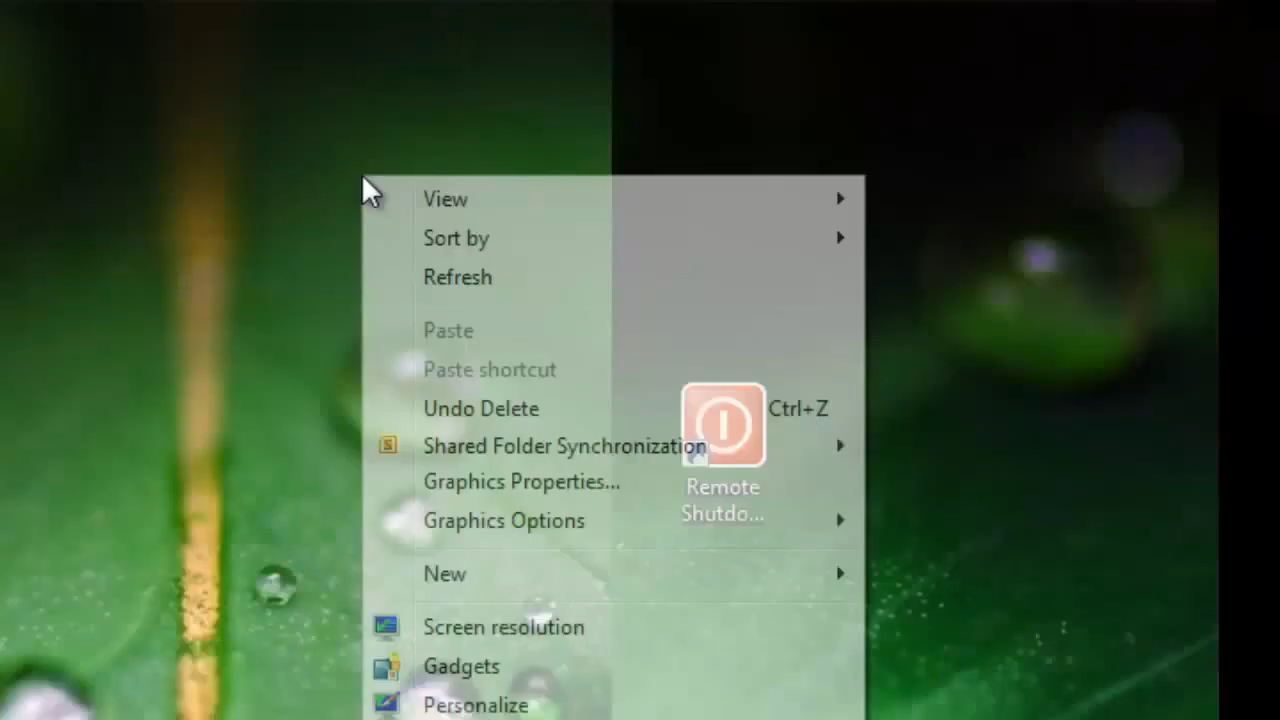 View
Sort by
Refresh
Paste
Paste shortcut
Undo Delete Ctrl+Z
Shared Folder Synchronization
Graphics Properties...
Remote
Shutdo...
Graphics Options
New
Screen resolution
Gadgets
Personalize